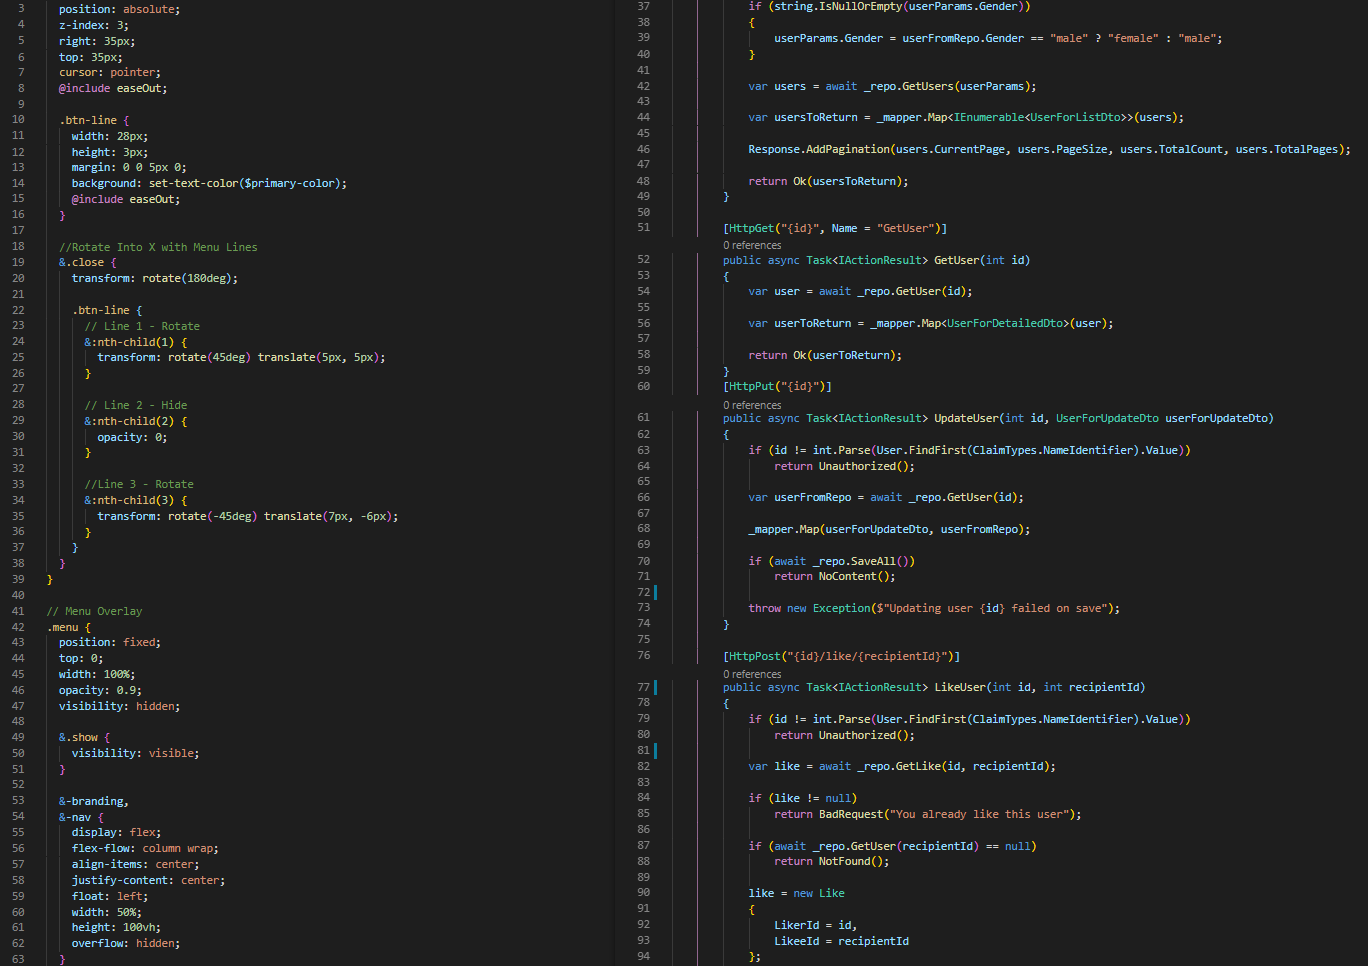 3 position: absolute;
4 z-index: 3;
5 right: 35px;
6 top: 35px;
7 cursor: pointer;
8 @include easeOut;
9
10 .btn-line {
11 width: 28px;
12 height: 3px;
13 margin: 0 0 5px 0;
14 background: set-text-color($primary-color);
15 @include easeOut;
16 }
17
18 //Rotate Into X with Menu Lines
19 &.close {
20 transform: rotate(180deg);
21
22 .btn-line {
23 // Line 1 - Rotate
24 &:nth-child(1) {
25 transform: rotate(45deg) translate(5px, 5px);
26 }
27
28 // Line 2 - Hide
29 &:nth-child(2) {
30 opacity: 0;
31 }
32
33 //Line 3 - Rotate
34 &:nth-child(3) {
35 transform: rotate(-45deg) translate(7px, -6px);
36 }
37 }
38 }
39 }
40
41 // Menu Overlay
42 .menu {
43 position: fixed;
44 top: 0;
45 width: 100%;
46 opacity: 0.9;
47 visibility: hidden;
48
49 &.show {
50 visibility: visible;
51 }
52
53 &-branding,
54 &-nav {
55 display: flex;
56 flex-flow: column wrap;
57 align-items: center;
58 justify-content: center;
59 float: left;
60 width: 50%;
61 height: 100vh;
62 overflow: hidden;
63 }
37 if (string.IsNullOrEmpty(userParams.Gender))
38 {
39 userParams.Gender = userFromRepo.Gender == "male" ? "female" : "male";
40 }
41
42 var users = await _repo.GetUsers(userParams);
43
44 var usersToReturn = _mapper.Map<IEnumerable<UserForListDto>>(users);
45
46 Response.AddPagination(users.CurrentPage, users.PageSize, users.TotalCount, users.TotalPages);
47
48 return Ok(usersToReturn);
49 }
50
51 [HttpGet("{id}", Name = "GetUser")]
0 references
52 public async Task<IActionResult> GetUser(int id)
53 {
54 var user = await _repo.GetUser(id);
55
56 var userToReturn = _mapper.Map<UserForDetailedDto>(user);
57
58 return Ok(userToReturn);
59 }
60 [HttpPut("{id}")]
0 references
61 public async Task<IActionResult> UpdateUser(int id, UserForUpdateDto userForUpdateDto)
62 {
63 if (id != int.Parse(User.FindFirst(ClaimTypes.NameIdentifier).Value))
64 return Unauthorized();
65
66 var userFromRepo = await _repo.GetUser(id);
67
68 _mapper.Map(userForUpdateDto, userFromRepo);
69
70 if (await _repo.SaveAll())
71 return NoContent();
72
73 throw new Exception($"Updating user {id} failed on save");
74 }
75
76 [HttpPost("{id}/like/{recipientId}")]
0 references
77 public async Task<IActionResult> LikeUser(int id, int recipientId)
78 {
79 if (id != int.Parse(User.FindFirst(ClaimTypes.NameIdentifier).Value))
80 return Unauthorized();
81
82 var like = await _repo.GetLike(id, recipientId);
83
84 if (like != null)
85 return BadRequest("You already like this user");
86
87 if (await _repo.GetUser(recipientId) == null)
88 return NotFound();
89
90 like = new Like
91 {
92 LikerId = id,
93 LikeeId = recipientId
94 };